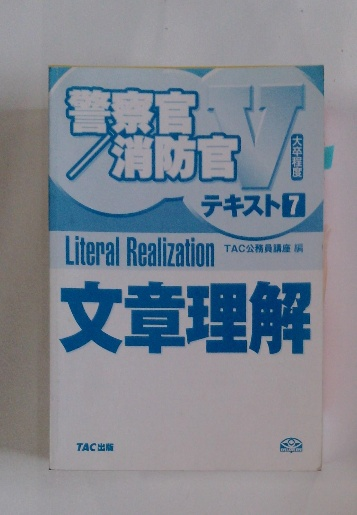 警察官
／消防官
V
大卒程度
テキスト7
Literal Realization
TAC公務員講座 編
文章理解
TAC出版